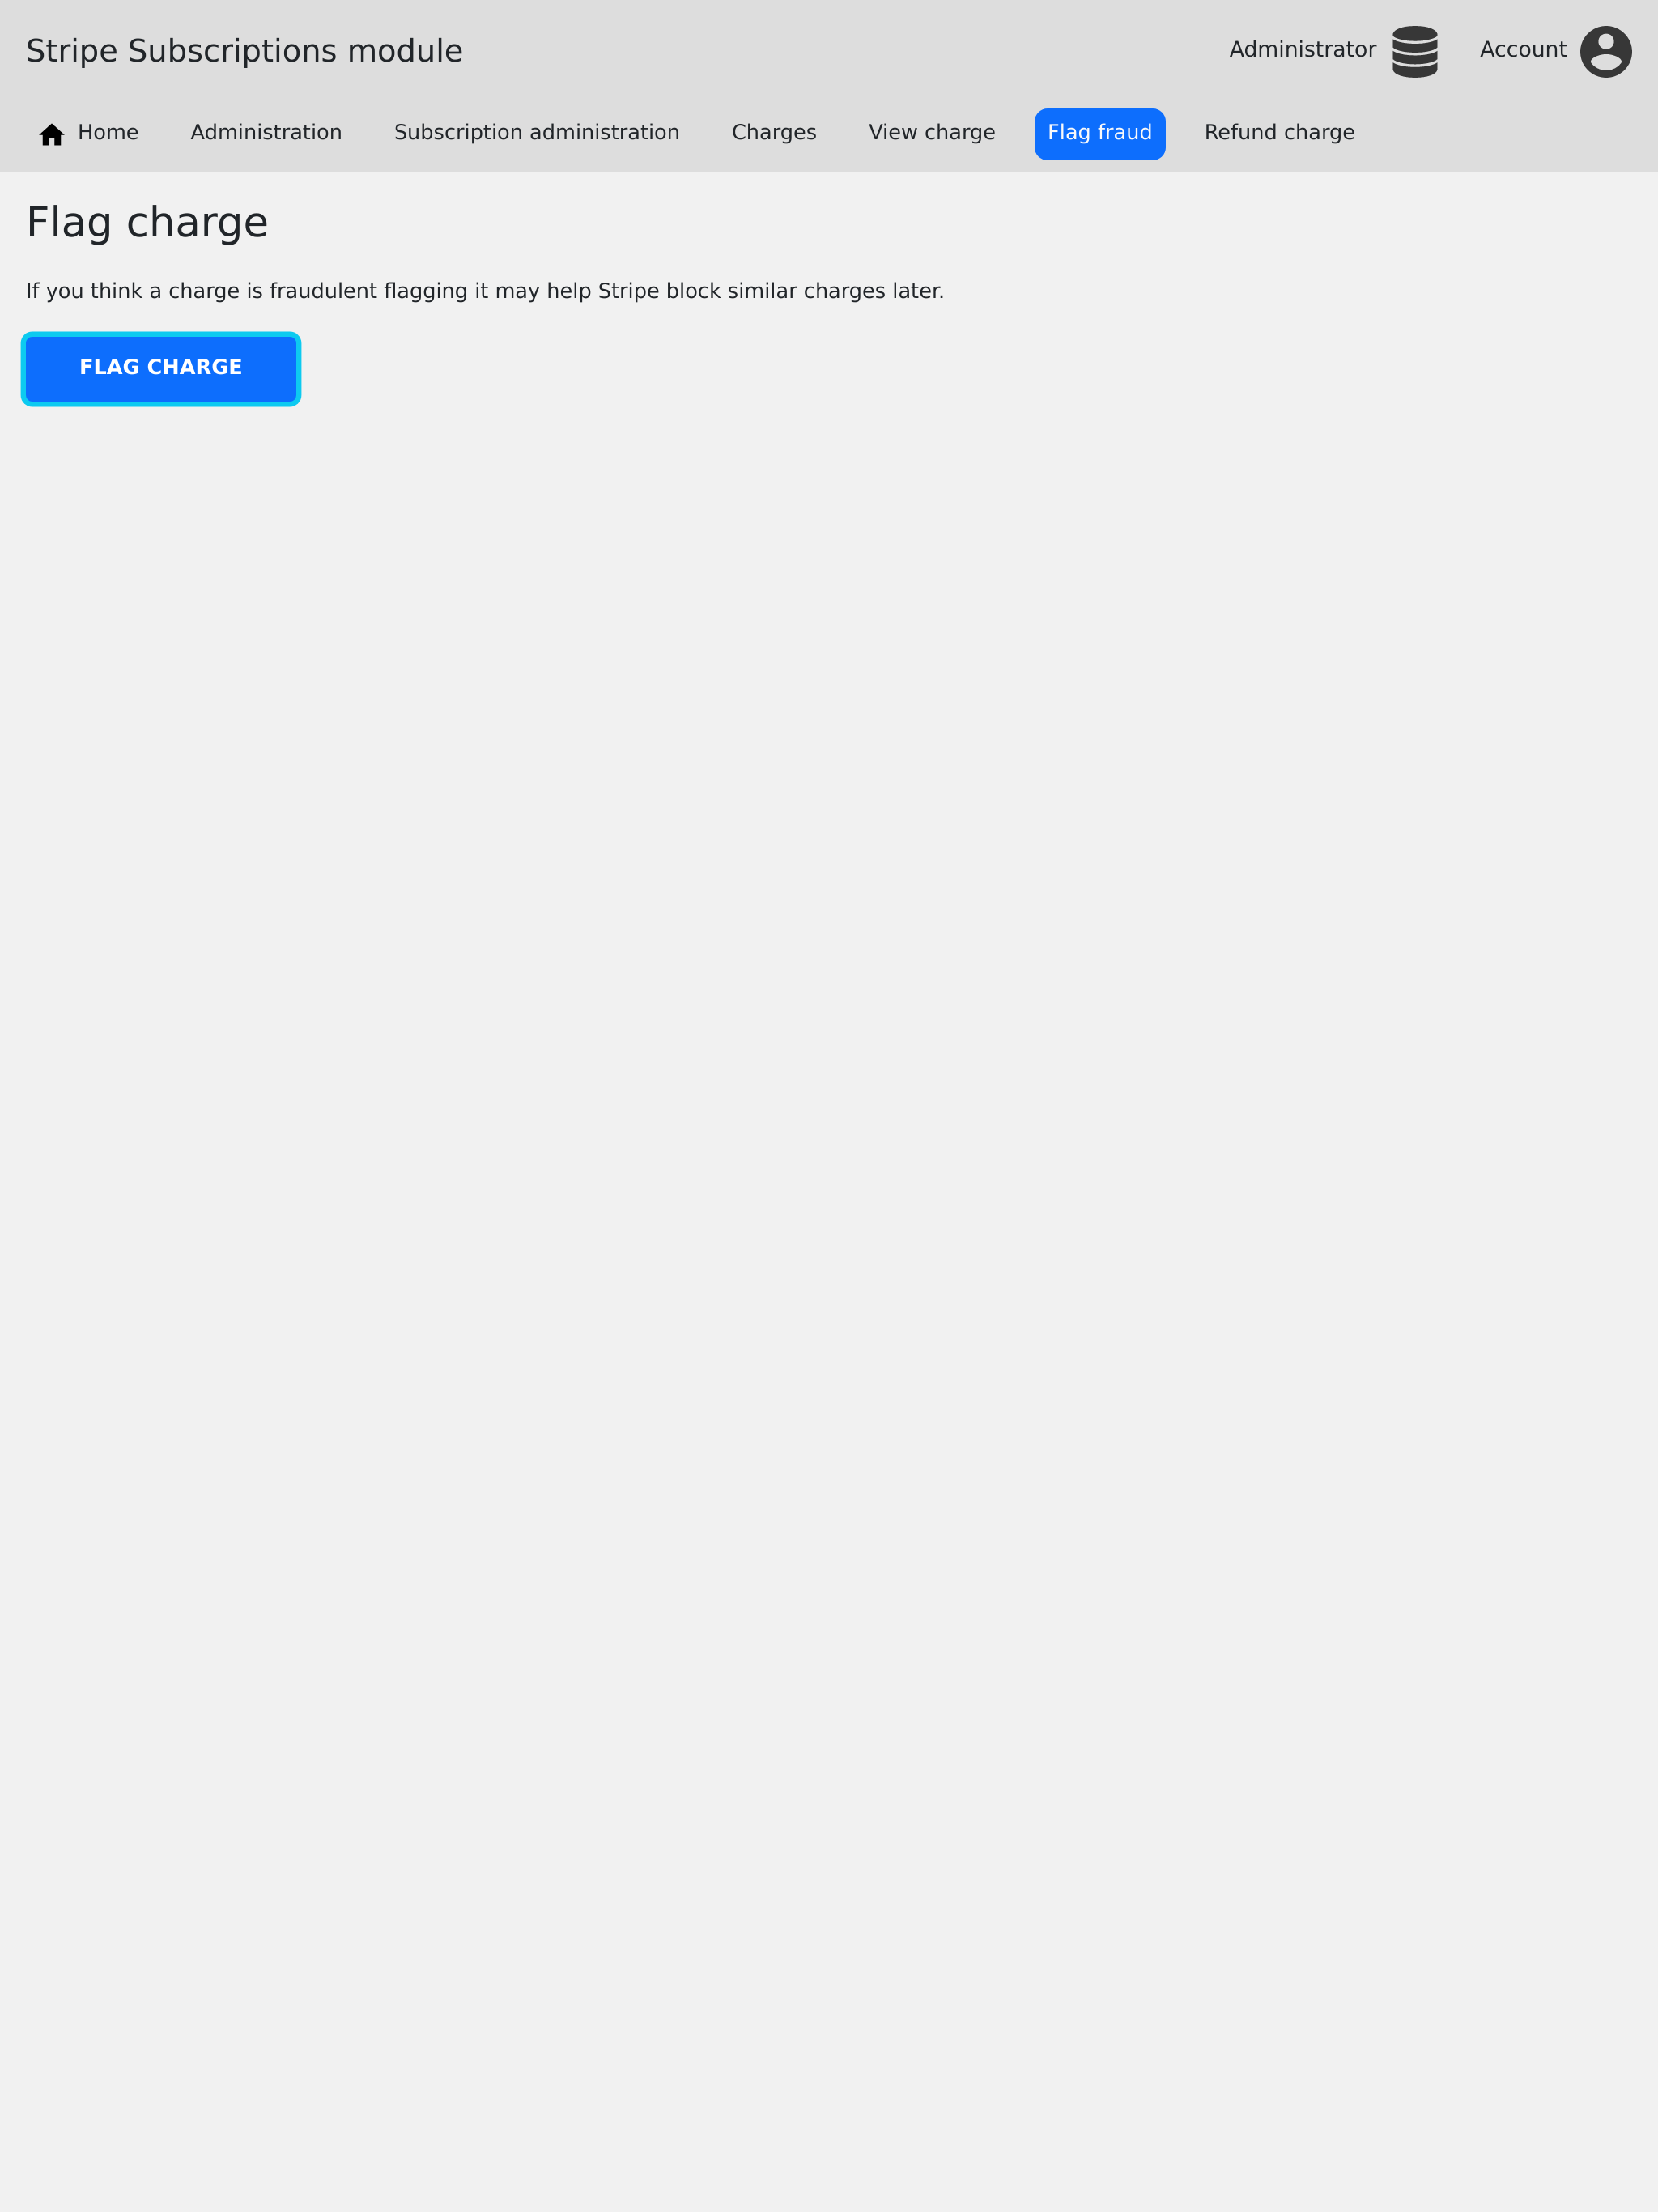 Stripe Subscriptions module
Administrator
Account
Home
Administration
Subscription administration
Charges
View charge
Flag fraud
Refund charge
Flag charge
If you think a charge is fraudulent flagging it may help Stripe block similar charges later.
FLAG CHARGE